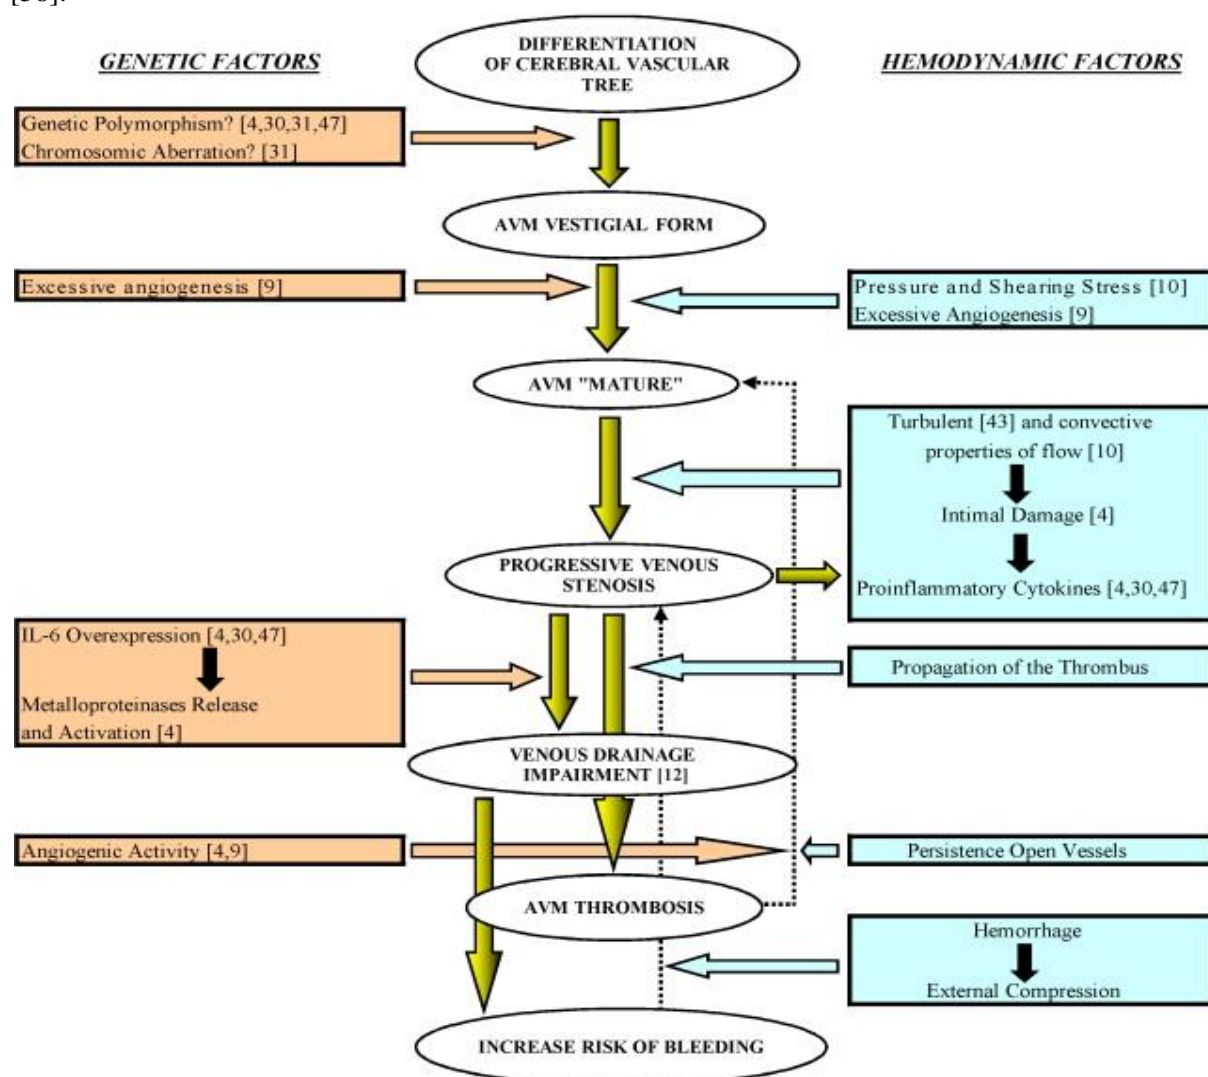 [38].
DIFFERENTIATION
OF CEREBRAL VASCULAR
TREE
GENETIC FACTORS
HEMODYNAMIC FACTORS
Genetic Polymorphism? [4,30,31,47]
Chromosomic Aberration? [31]
AVM VESTIGIAL FORM
Excessive angiogenesis [9]
Pressure and Shearing Stress [10]
Excessive Angiogenesis [9]
AVM "MATURE"
Turbulent [43] and convective
properties of flow [10]
Intimal Damage [4]
Proinflammatory Cytokines [4,30,47]
PROGRESSIVE VENOUS
STENOSIS
IL-6 Overexpression [4,30,47]
Metalloproteinases Release
and Activation [4]
Propagation of the Thrombus
VENOUS DRAINAGE
IMPAIRMENT [12]
Angiogenic Activity [4,9]
Persistence Open Vessels
AVM THROMBOSIS
Hemorrhage
External Compression
INCREASE RISK OF BLEEDING